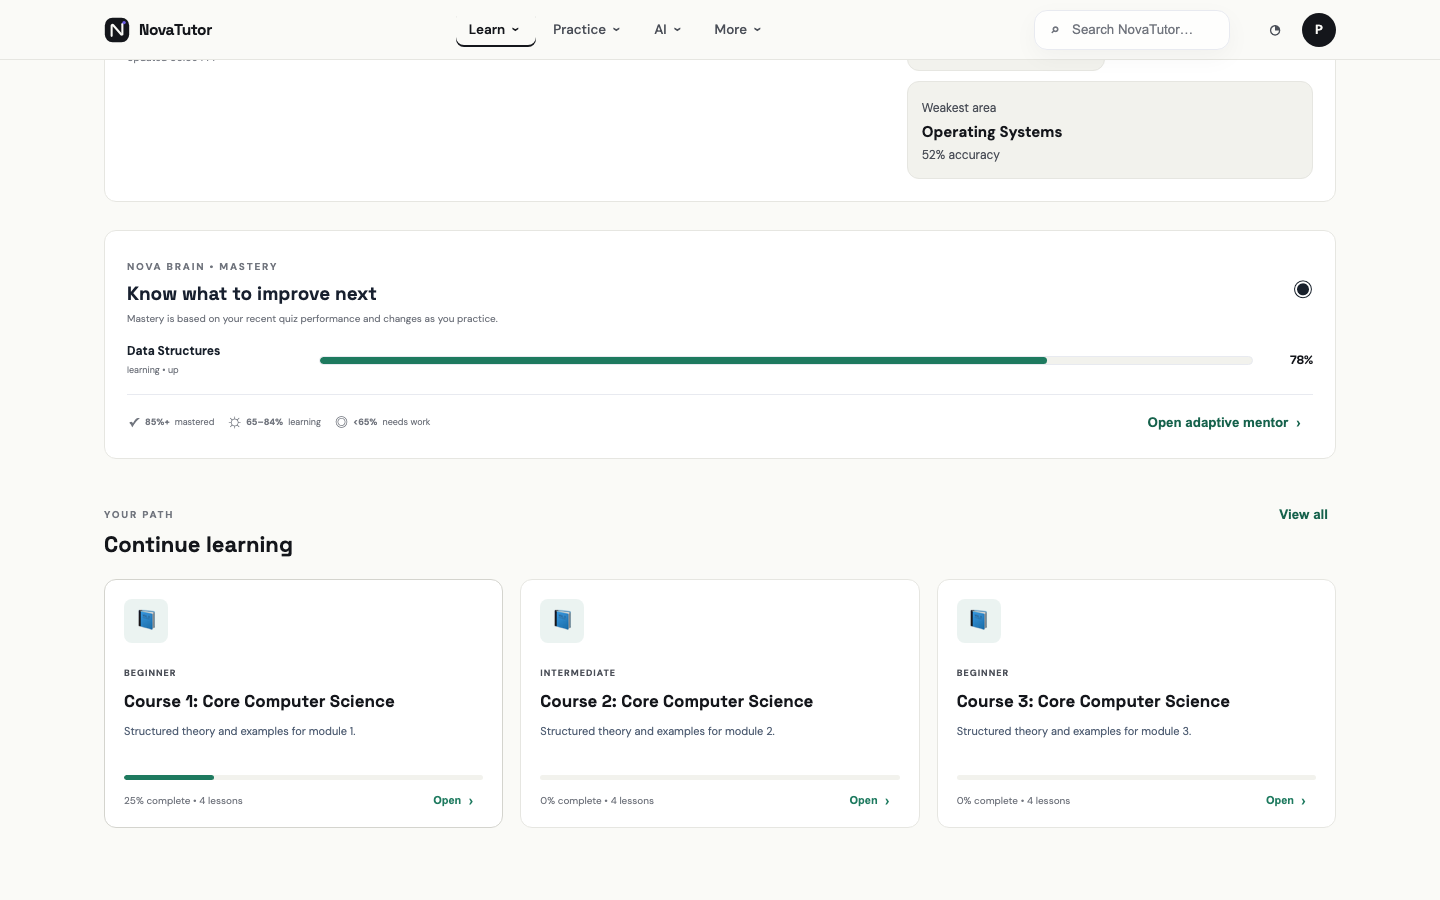 NovaTutor
Learn
Practice
AI
More
Search NovaTutor...
P
Weakest area
Operating Systems
52% accuracy
NOVA BRAIN • MASTERY
Know what to improve next
Mastery is based on your recent quiz performance and changes as you practice.
Data Structures
learning • up
78%
85%+ mastered
65–84% learning
<65% needs work
Open adaptive mentor ›
YOUR PATH
View all
Continue learning
BEGINNER
Course 1: Core Computer Science
Structured theory and examples for module 1.
25% complete • 4 lessons
Open ›
INTERMEDIATE
Course 2: Core Computer Science
Structured theory and examples for module 2.
0% complete • 4 lessons
Open ›
BEGINNER
Course 3: Core Computer Science
Structured theory and examples for module 3.
0% complete • 4 lessons
Open ›